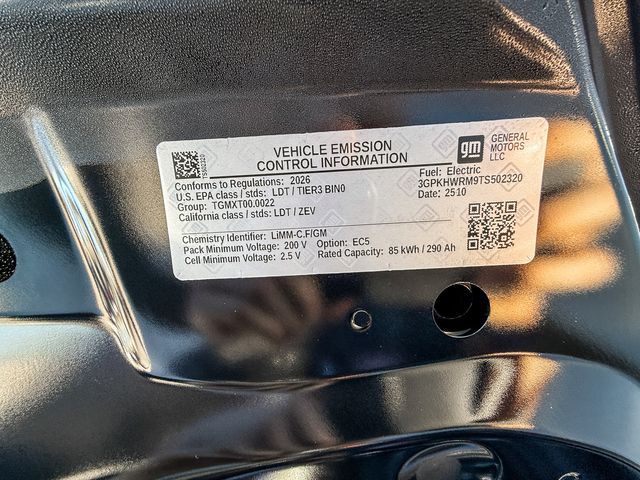 VEHICLE EMISSION
CONTROL INFORMATION
gm
GENERAL
MOTORS
LLC
TS502320
Conforms to Regulations: 2026
U.S. EPA class / stds: LDT / TIER3 BIN0
Group: TGMXT00.0022
California class / stds: LDT / ZEV
Fuel: Electric
3GPKHWRM9TS502320
Date: 2510
Chemistry Identifier: LiMM-C.F/GM
Pack Minimum Voltage: 200 V Option: EC5
Cell Minimum Voltage: 2.5 V Rated Capacity: 85 kWh / 290 Ah